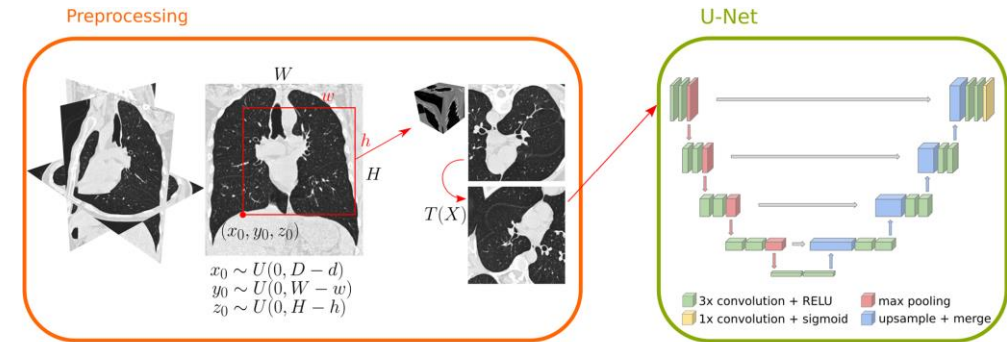 Preprocessing
U-Net
W
w
h
H
(x₀, y₀, z₀)
x₀ ∼ U(0, D − d)
y₀ ∼ U(0, W − w)
z₀ ∼ U(0, H − h)
T(X)
3x convolution + RELU
max pooling
1x convolution + sigmoid
upsample + merge